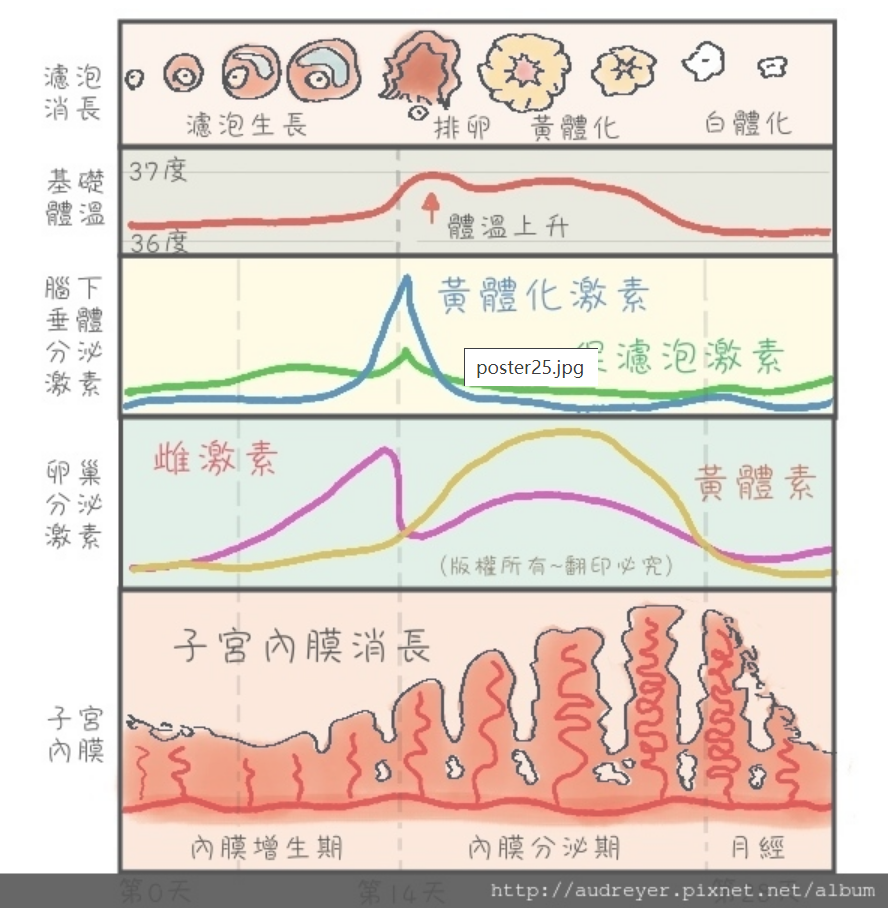 濾泡
消長
濾泡生長
排卵
黃體化
白體化
基礎
體溫
37度
36度
體溫上升
腦下
垂體
分泌
激素
黃體化激素
濾泡激素
poster25.jpg
卵巢
分泌
激素
雌激素
黃體素
(版權所有~翻印必究)
子宮
內膜
子宮內膜消長
內膜增生期
內膜分泌期
月經
第0天
第14天
http://audreyer.pixnet.net/album